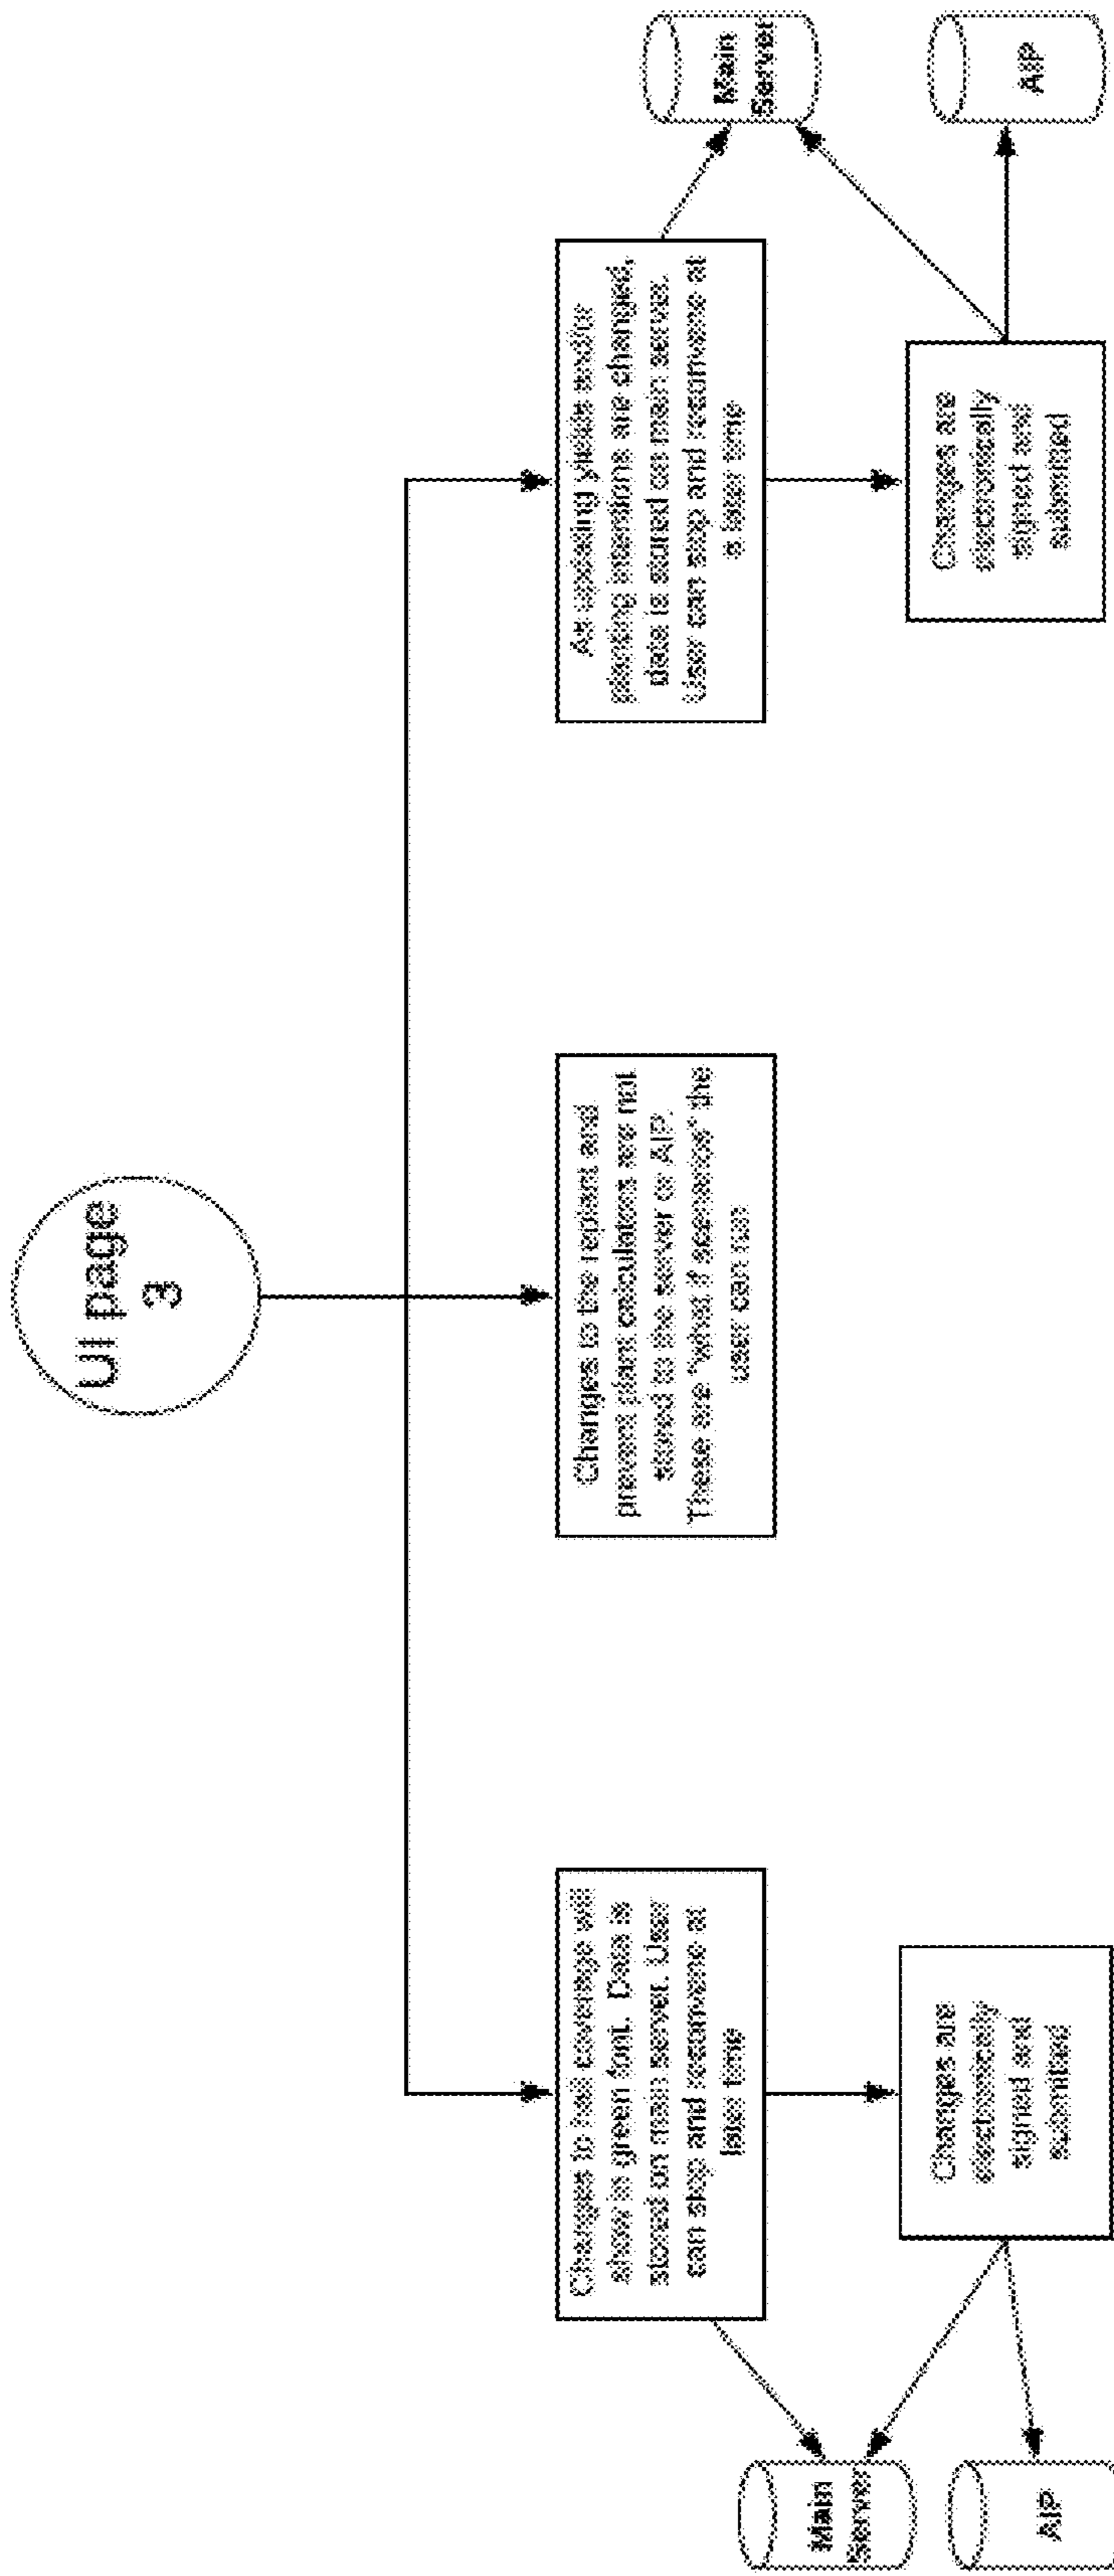 UI page
3
Changes to hail coverage will
show in green font. Data is
stored on main server. User
can stop and reconvene at
later time
Changes to the replant and
prevent plant calculators are not
stored to the server or AIP.
These are "what if scenarios" the
user can run
As updating yields and/or
planting intentions are changed,
data is stored on main server.
User can stop and reconvene at
a later time
Changes are
electronically
signed and
submitted
Changes are
electronically
signed and
submitted
Main
Server
AIP
Main
Server
AIP